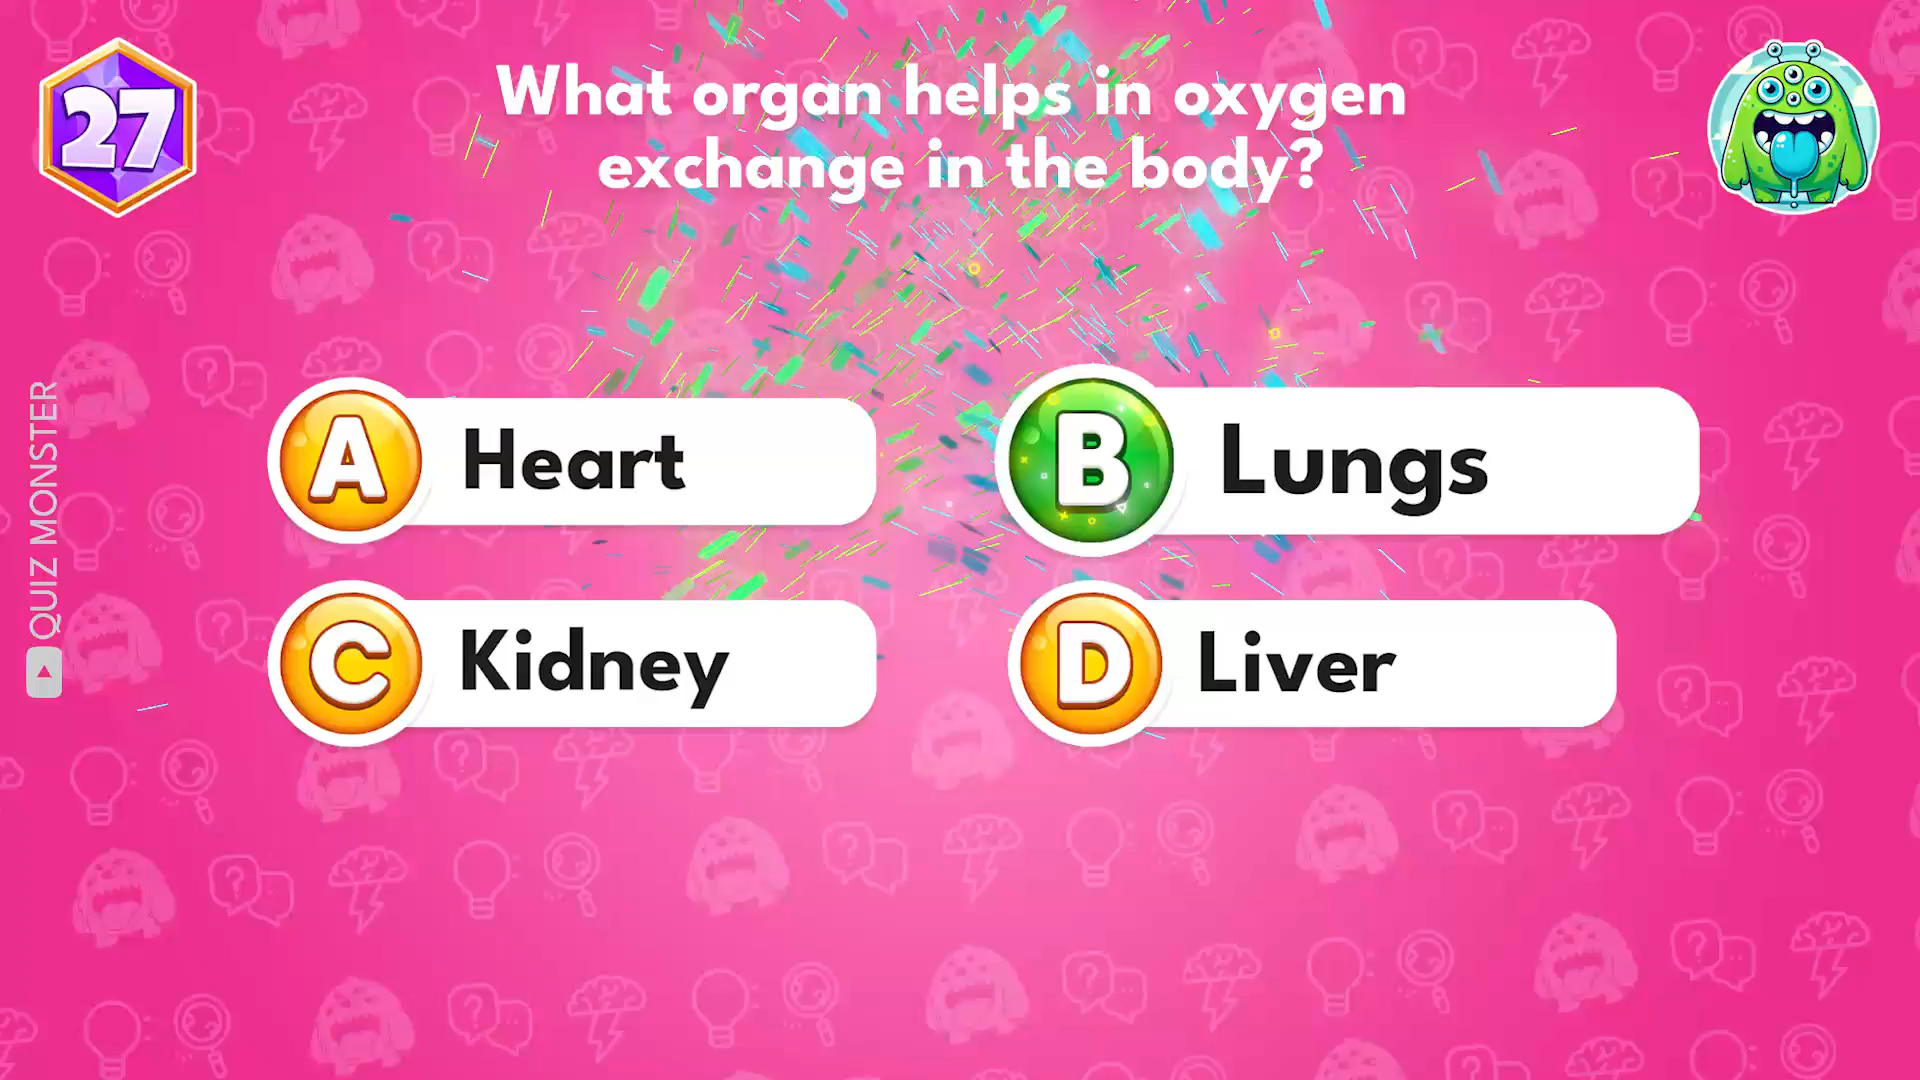 27
What organ helps in oxygen
exchange in the body?
A Heart
B Lungs
C Kidney
D Liver
QUIZ MONSTER